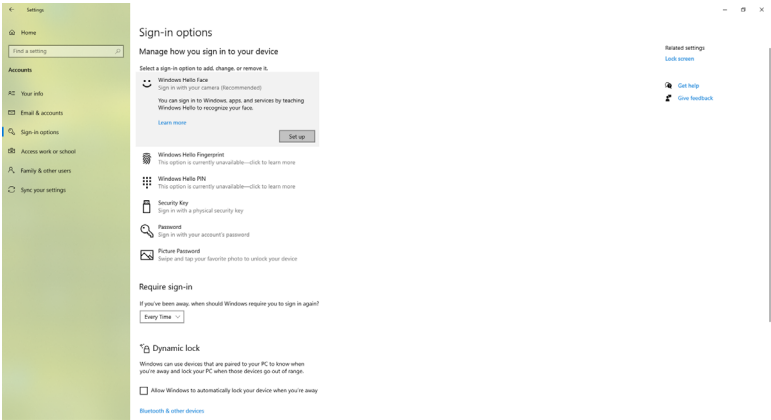 Settings
Home
Find a setting
Accounts
Your info
Email & accounts
Sign-in options
Access work or school
Family & other users
Sync your settings
Sign-in options
Manage how you sign in to your device
Select a sign-in option to add, change, or remove it.
Windows Hello Face
Sign in with your camera (Recommended)
You can sign in to Windows, apps, and services by teaching
Windows Hello to recognize your face.
Learn more
Set up
Windows Hello Fingerprint
This option is currently unavailable—click to learn more
Windows Hello PIN
This option is currently unavailable—click to learn more
Security Key
Sign in with a physical security key
Password
Sign in with your account's password
Picture Password
Swipe and tap your favorite photo to unlock your device
Require sign-in
If you've been away, when should Windows require you to sign in again?
Every Time
Dynamic lock
Windows can use devices that are paired to your PC to know when
you're away and lock your PC when those devices go out of range.
Allow Windows to automatically lock your device when you're away
Bluetooth & other devices
Related settings
Lock screen
Get help
Give feedback